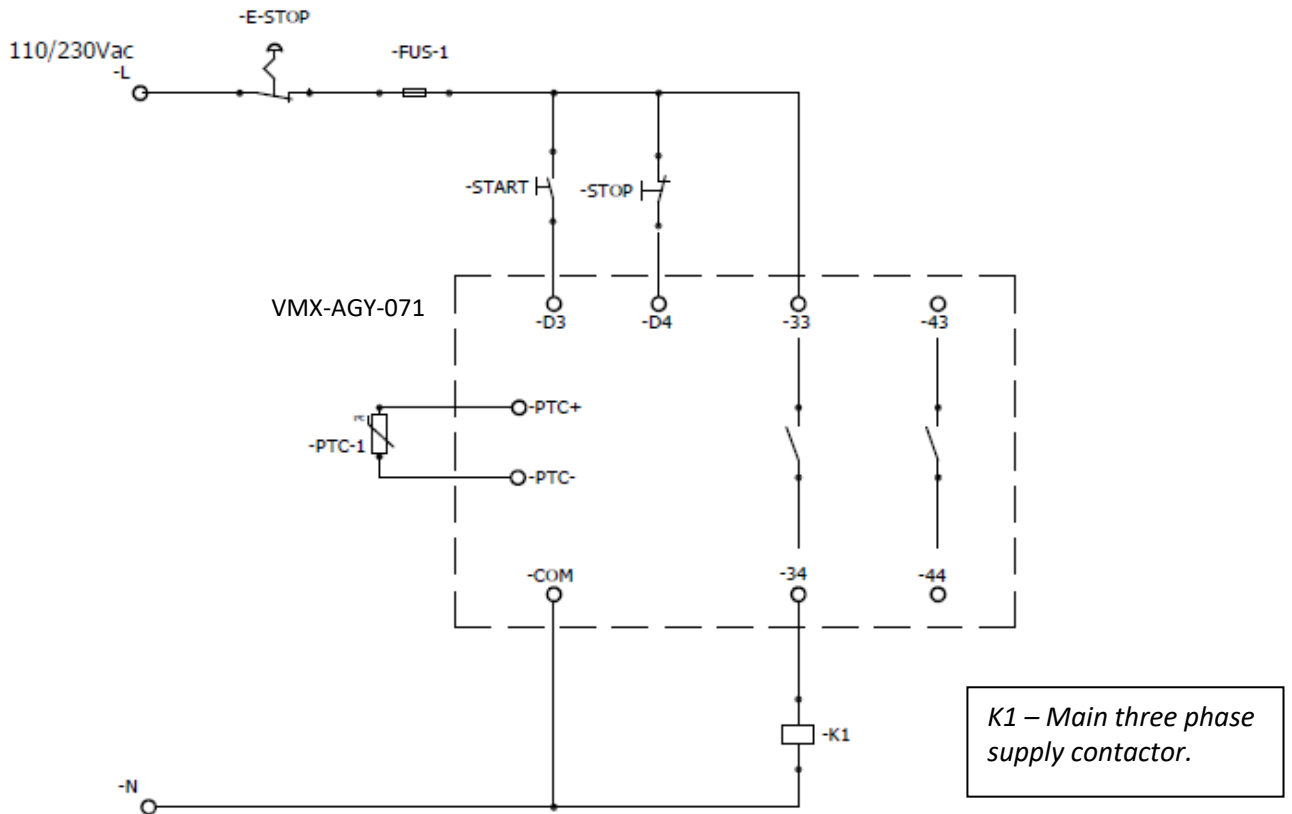 -E-STOP
110/230Vac
-L
-FUS-1
-START
-STOP
VMX-AGY-071
-D3
-D4
-33
-43
-PTC+
-PTC-1
-PTC-
-COM
-34
-44
-K1
K1 – Main three phase
supply contactor.
-N